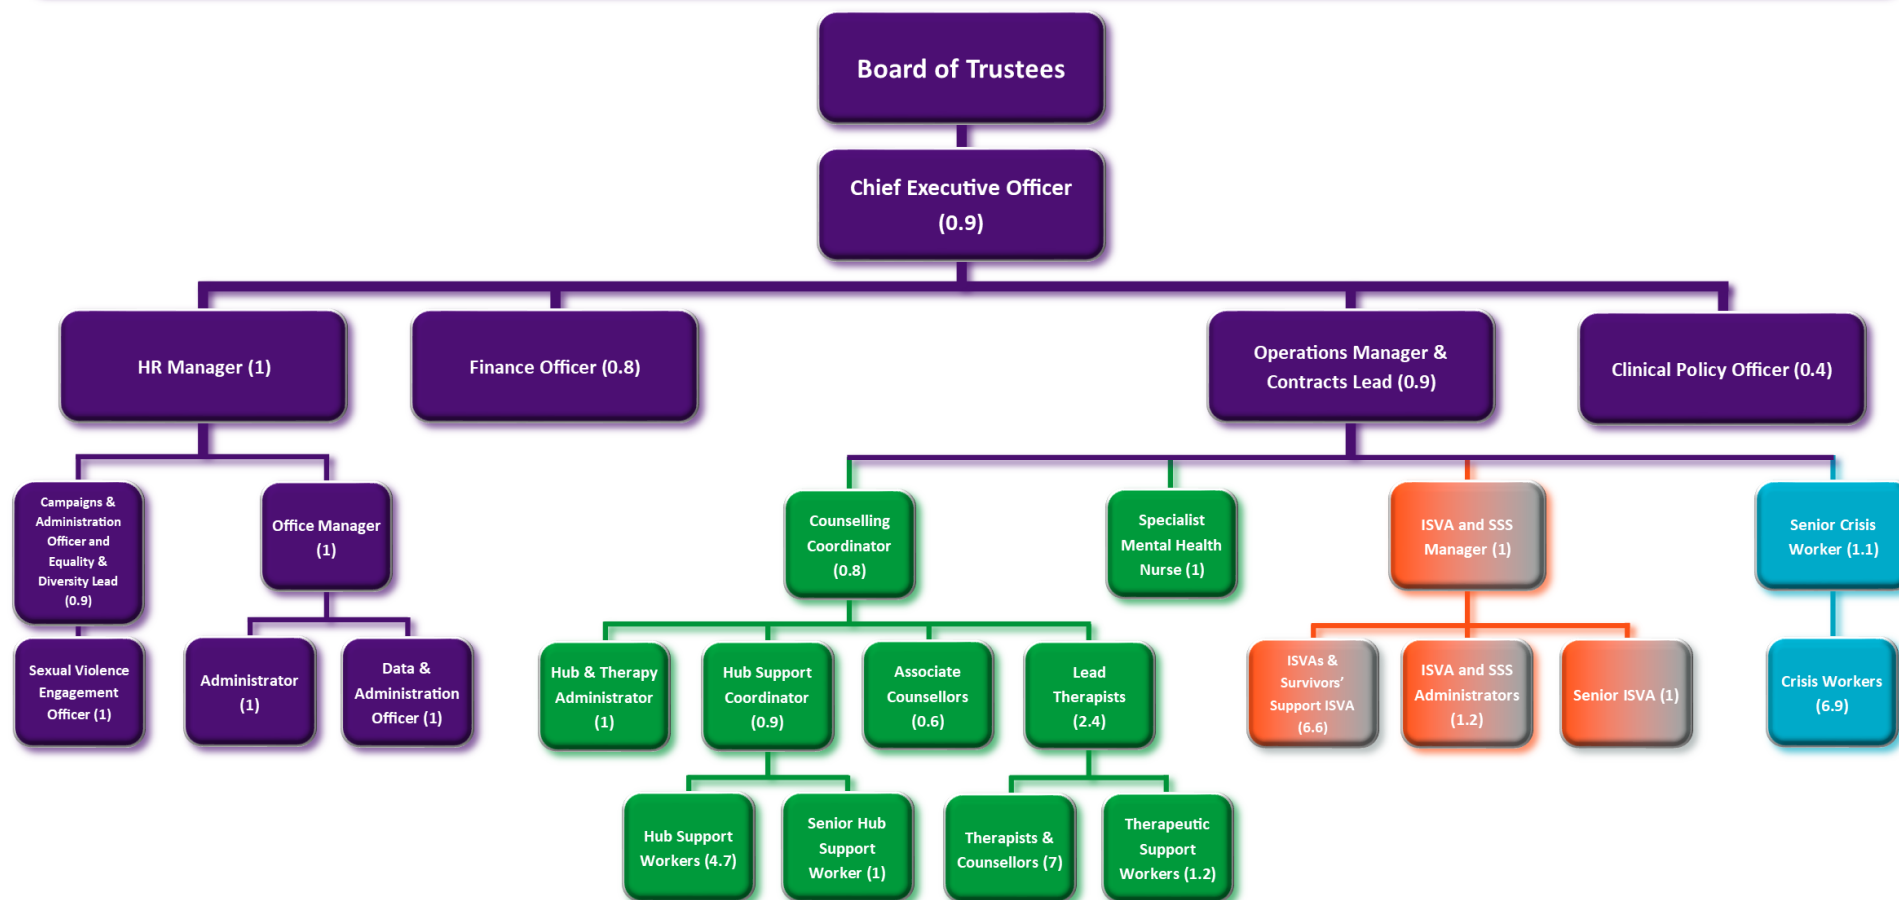 Board of Trustees
Chief Executive Officer
(0.9)
HR Manager (1)
Finance Officer (0.8)
Operations Manager &
Contracts Lead (0.9)
Clinical Policy Officer (0.4)
Campaigns &
Administration
Officer and
Equality &
Diversity Lead
(0.9)
Office Manager
(1)
Counselling
Coordinator
(0.8)
Specialist
Mental Health
Nurse (1)
ISVA and SSS
Manager (1)
Senior Crisis
Worker (1.1)
Sexual Violence
Engagement
Officer (1)
Administrator
(1)
Data &
Administration
Officer (1)
Hub & Therapy
Administrator
(1)
Hub Support
Coordinator
(0.9)
Associate
Counsellors
(0.6)
Lead
Therapists
(2.4)
ISVAs &
Survivors’
Support ISVA
(6.6)
ISVA and SSS
Administrators
(1.2)
Senior ISVA (1)
Crisis Workers
(6.9)
Hub Support
Workers (4.7)
Senior Hub
Support
Worker (1)
Therapists &
Counsellors (7)
Therapeutic
Support
Workers (1.2)